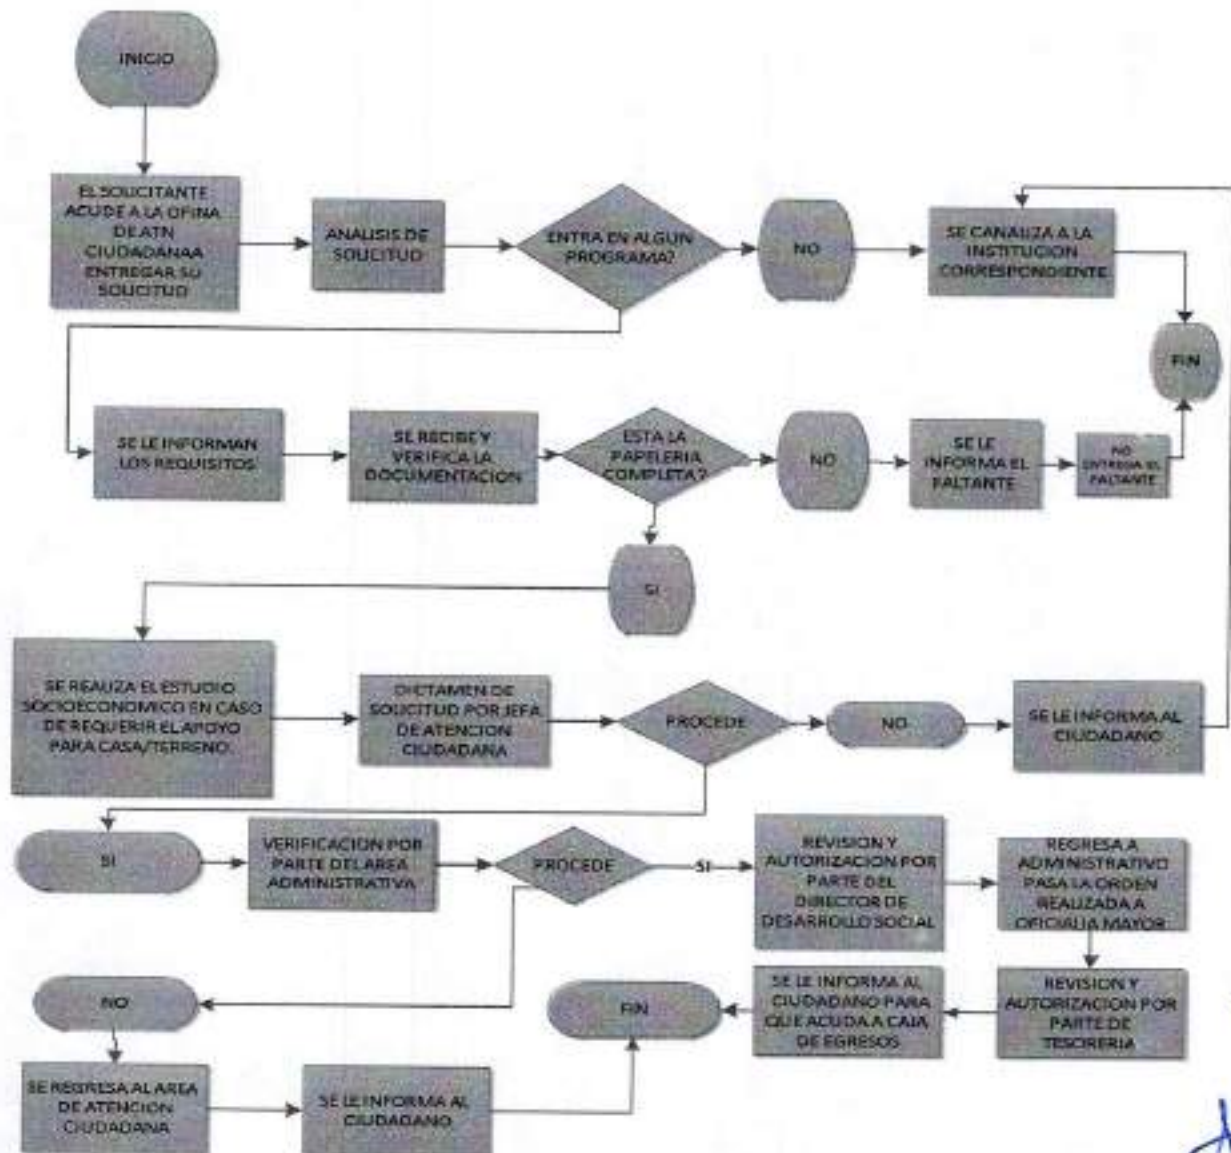 INICIO
EL SOLICITANTE
ACUDE A LA OFINA
DE ATN
CIUDADANAA
ENTREGAR SU
SOLICITUD
ANALISIS DE
SOLICITUD
ENTRA EN ALGUN
PROGRAMA?
NO
SE CANALIZA A LA
INSTITUCION
CORRESPONDIENTE
FIN
SE LE INFORMAN
LOS REQUISITOS
SE RECIBE Y
VERIFICA LA
DOCUMENTACION
ESTA LA
PAPELERIA
COMPLETA?
NO
SE LE
INFORMA EL
FALTANTE
NO
ENTREGA EL
FALTANTE
SI
SE REALIZA EL ESTUDIO
SOCIOECONOMICO EN CASO
DE REQUERIR EL APOYO
PARA CASA/TERRENO.
DICTAMEN DE
SOLICITUD POR JEFA
DE ATENCION
CIUDADANA
PROCEDE
NO
SE LE INFORMA AL
CIUDADANO
SI
VERIFICACION POR
PARTE DEL AREA
ADMINISTRATIVA
PROCEDE
SI
REVISION Y
AUTORIZACION POR
PARTE DEL
DIRECTOR DE
DESARROLLO SOCIAL
REGRESA A
ADMINISTRATIVO
PASA LA ORDEN
REALIZADA A
OFICIALIA MAYOR
REVISION Y
AUTORIZACION POR
PARTE DE
TESORERIA
SE LE INFORMA AL
CIUDADANO PARA
QUE ACUDA A CAJA
DE EGRESOS
FIN
NO
SE REGRESA AL AREA
DE ATENCION
CIUDADANA
SE LE INFORMA AL
CIUDADANO